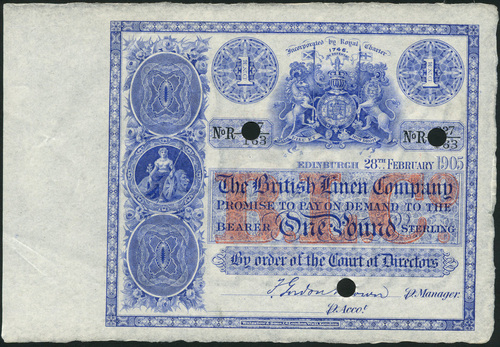 Incorporated by Royal Charter
1746.
1
1
No R 7/163
No R 27/163
EDINBURGH 28TH FEBRUARY 1905
The British Linen Company
PROMISE TO PAY ON DEMAND TO THE
BEARER One Pound STERLING
By order of the Court of Directors
Manager.
Acco!